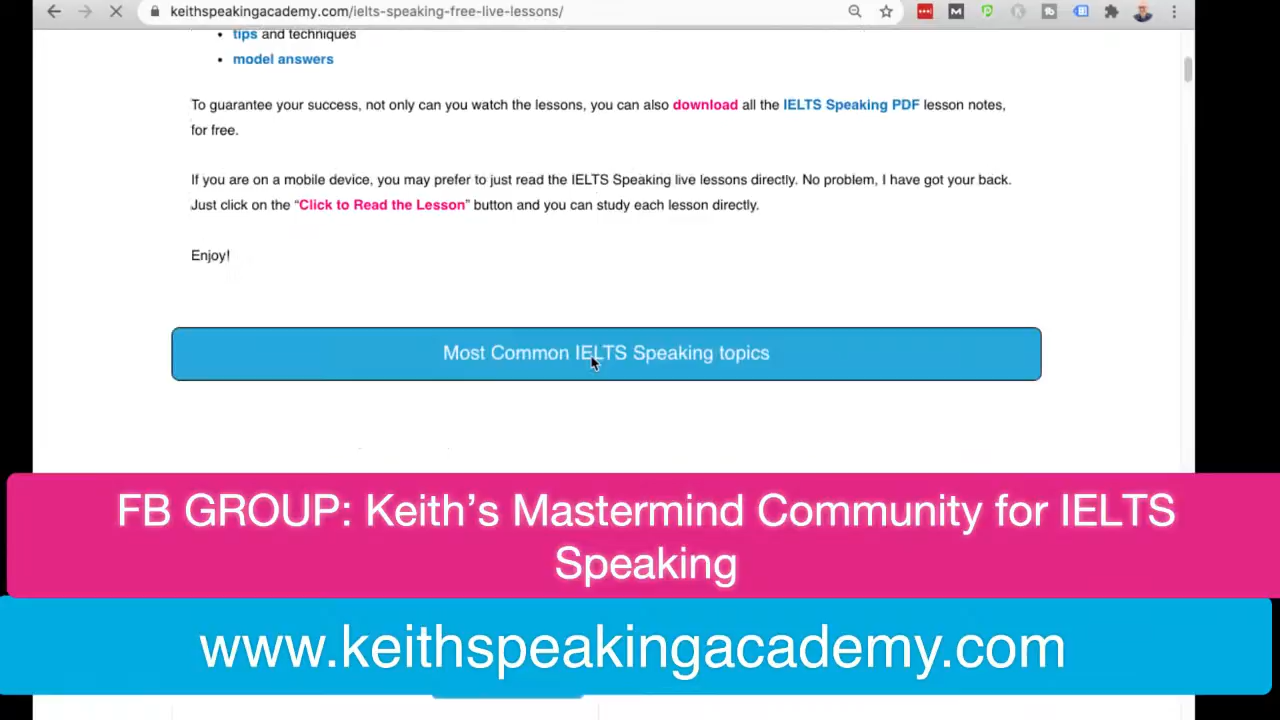 keithspeakingacademy.com/ielts-speaking-free-live-lessons/
• tips and techniques
• model answers
To guarantee your success, not only can you watch the lessons, you can also download all the IELTS Speaking PDF lesson notes,
for free.
If you are on a mobile device, you may prefer to just read the IELTS Speaking live lessons directly. No problem, I have got your back.
Just click on the “Click to Read the Lesson” button and you can study each lesson directly.
Enjoy!
Most Common IELTS Speaking topics
FB GROUP: Keith’s Mastermind Community for IELTS
Speaking
www.keithspeakingacademy.com